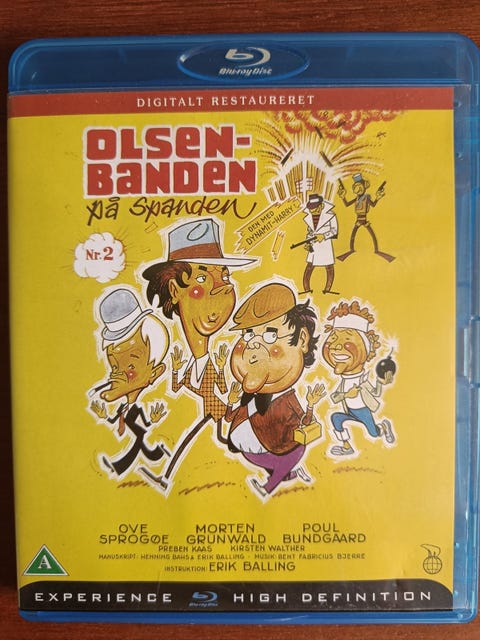 Blu-ray Disc
DIGITALT RESTAURERET
OLSEN-
BANDEN
på spanden
Nr. 2
DEN MED
DYNAMIT-HARRY!
OVE MORTEN POUL
SPROGØE GRUNWALD BUNDGAARD
PREBEN KAAS KIRSTEN WALTHER
MANUSKRIPT: HENNING BAHS & ERIK BALLING - MUSIK: BENT FABRICIUS BJERRE
INSTRUKTION: ERIK BALLING
A
EXPERIENCE Blu-ray Disc HIGH DEFINITION